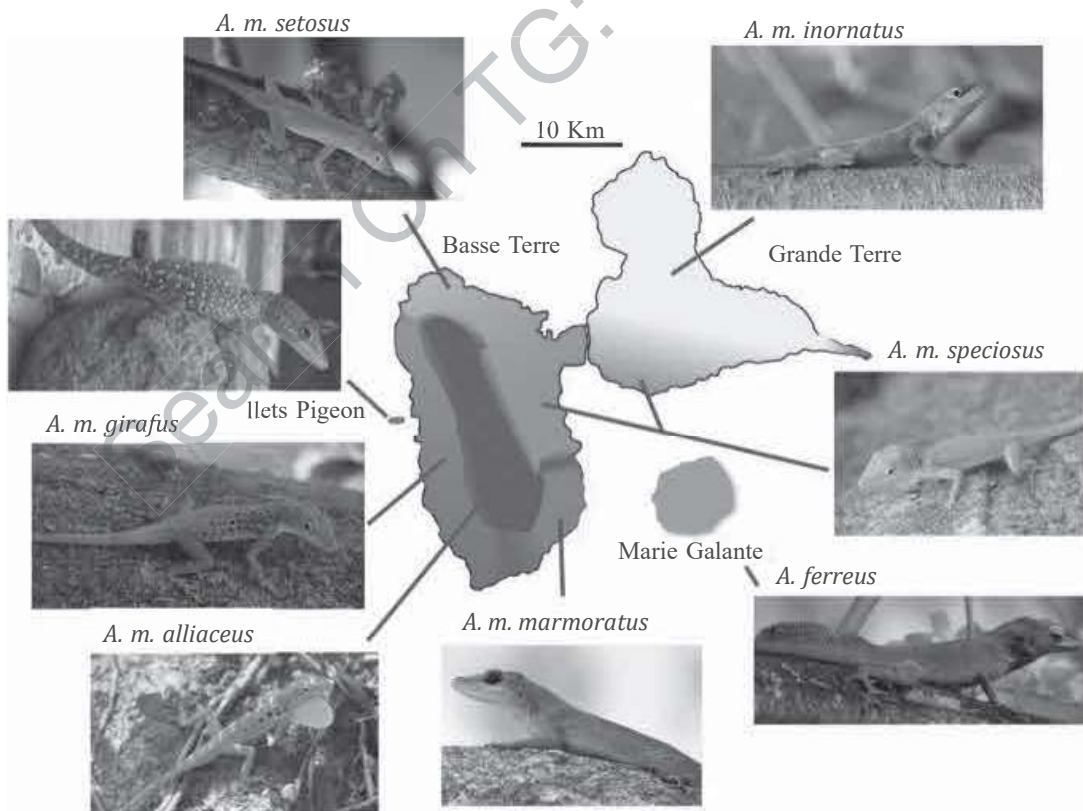 A. m. setosus
A. m. inornatus
10 Km
Basse Terre
Grande Terre
A. m. speciosus
llets Pigeon
A. m. girafus
Marie Galante
A. ferreus
A. m. alliaceus
A. m. marmoratus